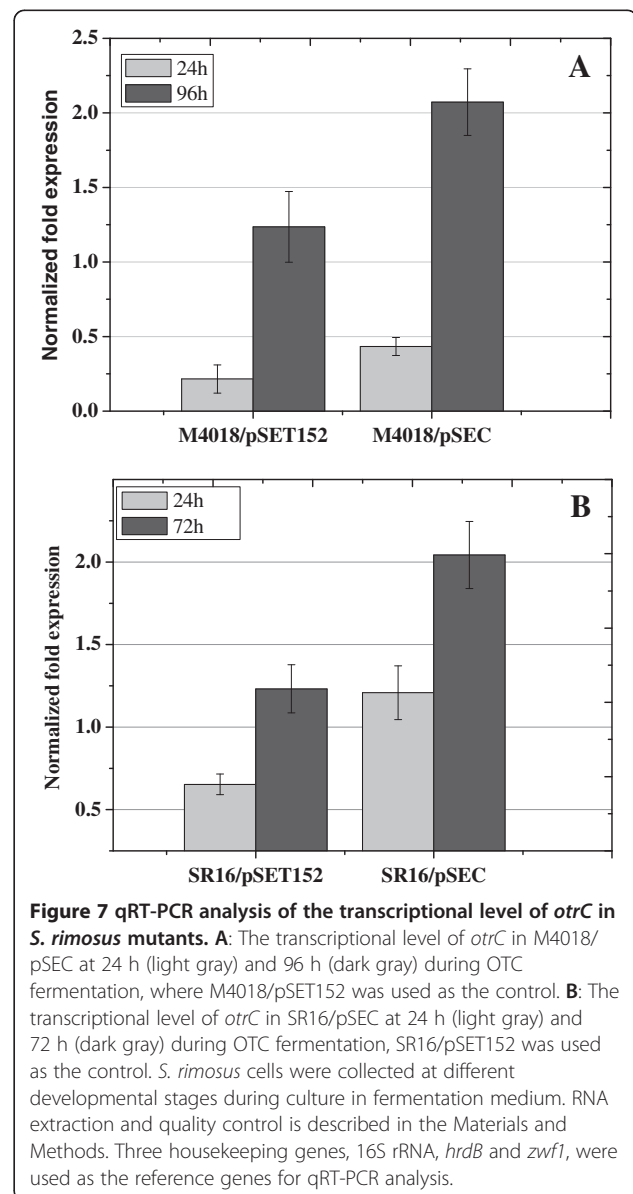 2.5
2.0
1.5
1.0
0.5
0.0
Normalized fold expression
24h
96h
A
M4018/pSET152 M4018/pSEC
2.0
1.5
1.0
0.5
Normalized fold expression
24h
72h
B
SR16/pSET152 SR16/pSEC
Figure 7 qRT-PCR analysis of the transcriptional level of otrC in
S. rimosus mutants. A: The transcriptional level of otrC in M4018/
pSEC at 24 h (light gray) and 96 h (dark gray) during OTC
fermentation, where M4018/pSET152 was used as the control. B: The
transcriptional level of otrC in SR16/pSEC at 24 h (light gray) and
72 h (dark gray) during OTC fermentation, SR16/pSET152 was used
as the control. S. rimosus cells were collected at different
developmental stages during culture in fermentation medium. RNA
extraction and quality control is described in the Materials and
Methods. Three housekeeping genes, 16S rRNA, hrdB and zwf1, were
used as the reference genes for qRT-PCR analysis.